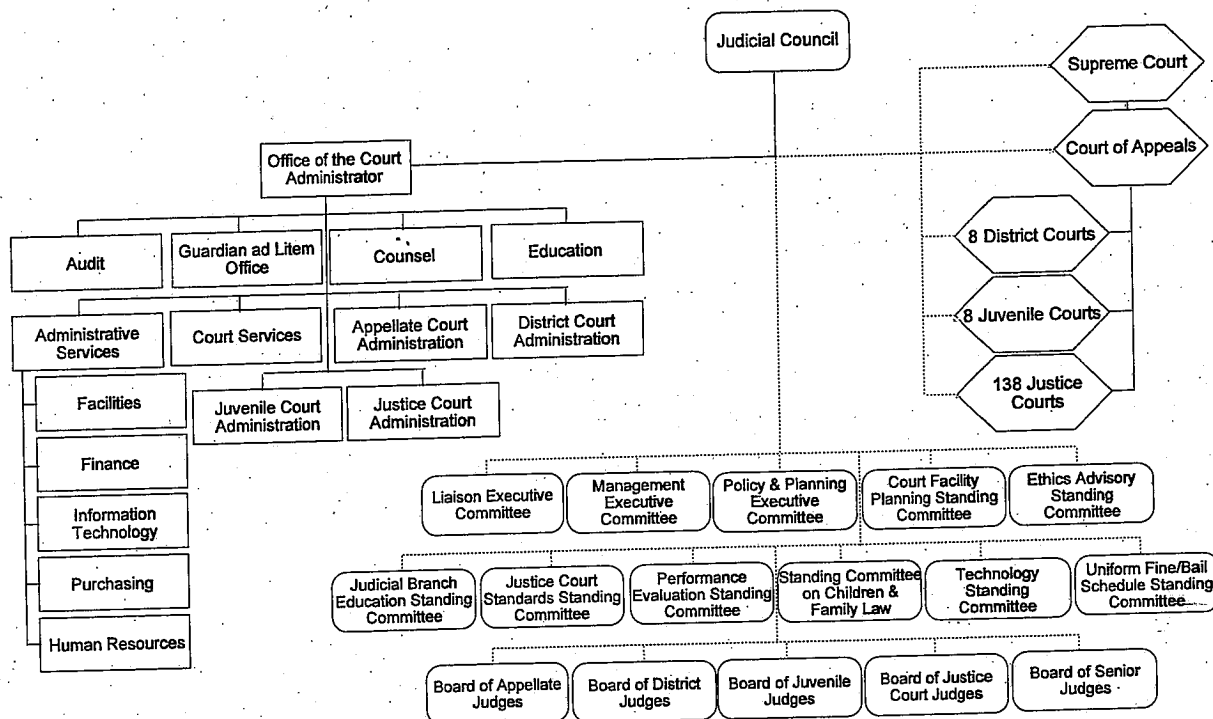 Judicial Council
Supreme Court
Court of Appeals
Office of the Court
Administrator
8 District Courts
8 Juvenile Courts
138 Justice
Courts
Audit
Guardian ad Litem
Office
Counsel
Education
Administrative
Services
Court Services
Appellate Court
Administration
District Court
Administration
Facilities
Finance
Information
Technology
Purchasing
Human Resources
Juvenile Court
Administration
Justice Court
Administration
Liaison Executive
Committee
Management
Executive
Committee
Policy & Planning
Executive
Committee
Court Facility
Planning Standing
Committee
Ethics Advisory
Standing
Committee
Judicial Branch
Education Standing
Committee
Justice Court
Standards Standing
Committee
Performance
Evaluation Standing
Committee
Standing Committee
on Children &
Family Law
Technology
Standing
Committee
Uniform Fine/Bail
Schedule Standing
Committee
Board of Appellate
Judges
Board of District
Judges
Board of Juvenile
Judges
Board of Justice
Court Judges
Board of Senior
Judges